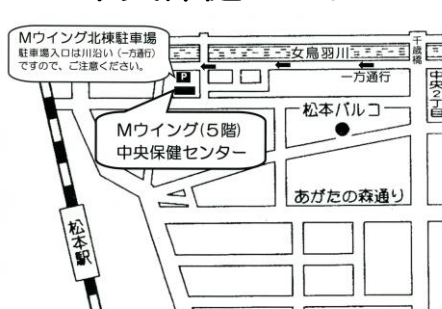 Mウイング北棟駐車場
駐車場入口は川沿い(一方通行)
ですので、ご注意ください。
P
女鳥羽川
千歳橋
一方通行
中央2丁目
松本パルコ
Mウイング(5階)
中央保健センター
あがたの森通り
松本駅